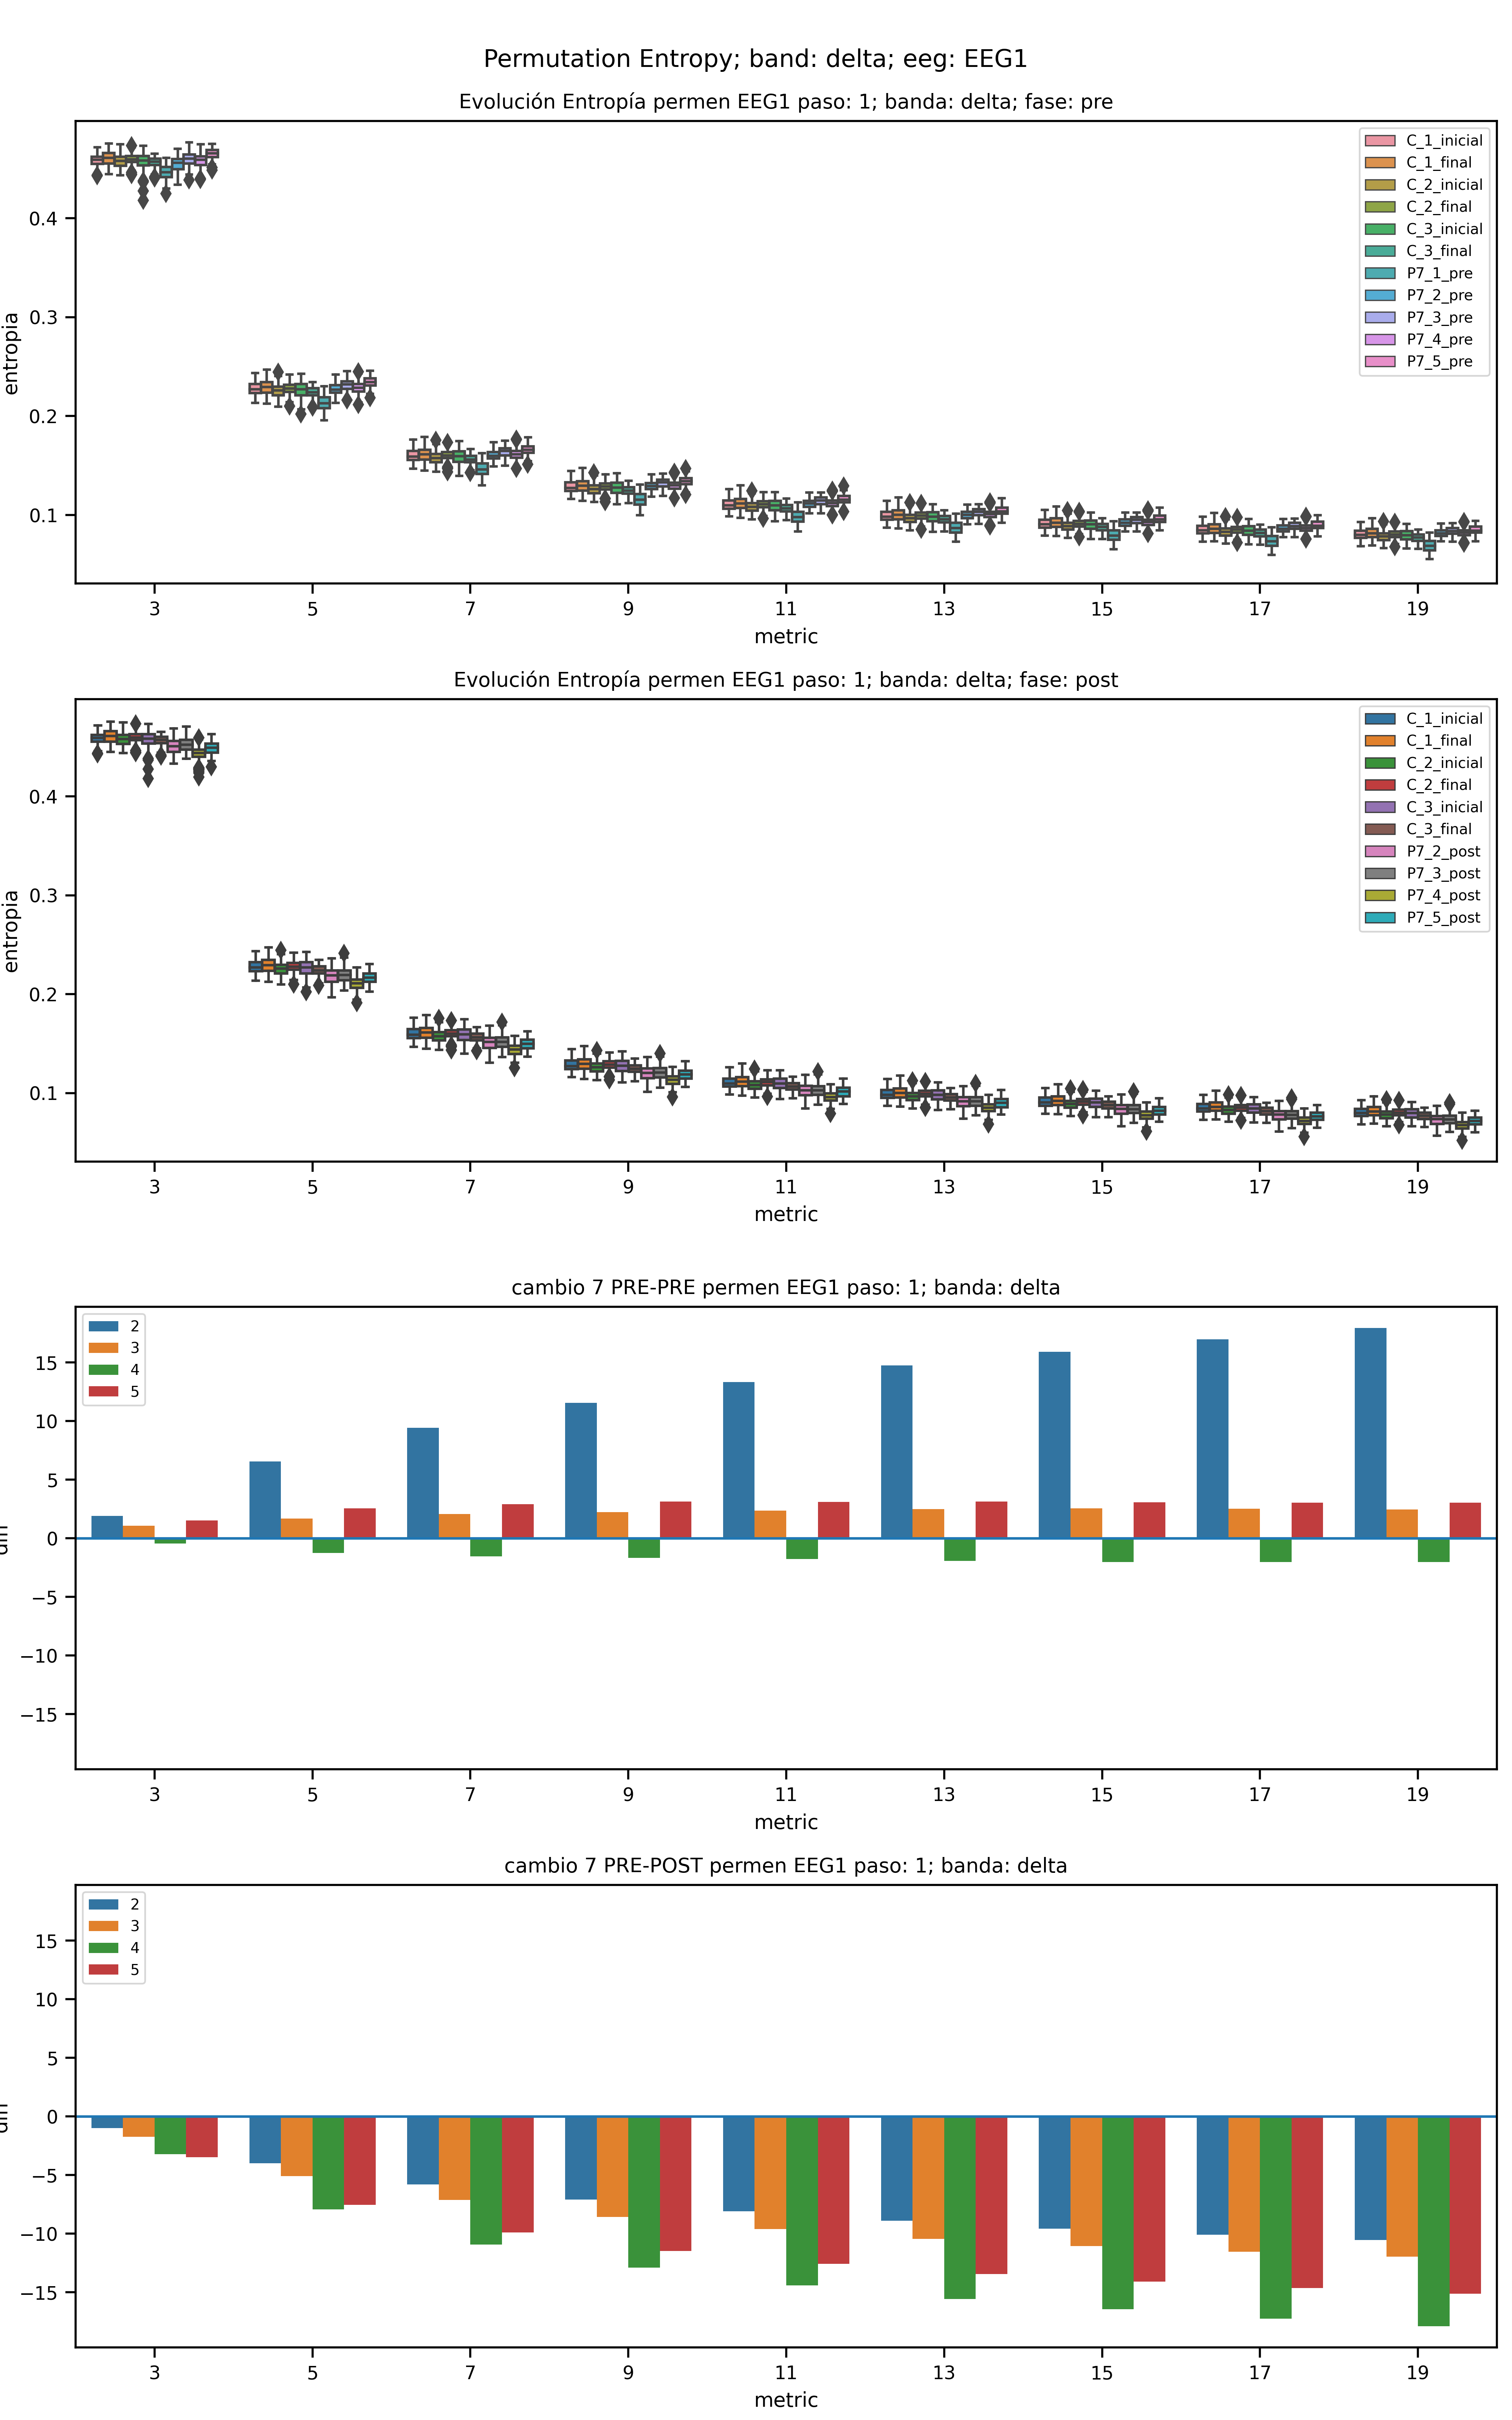 Permutation Entropy; band: delta; eeg: EEG1
Evolución Entropía permen EEG1 paso: 1; banda: delta; fase: pre
entropia
0.4
0.3
0.2
0.1
C_1_inicial
C_1_final
C_2_inicial
C_2_final
C_3_inicial
C_3_final
P7_1_pre
P7_2_pre
P7_3_pre
P7_4_pre
P7_5_pre
3 5 7 9 11 13 15 17 19
metric
Evolución Entropía permen EEG1 paso: 1; banda: delta; fase: post
entropia
0.4
0.3
0.2
0.1
C_1_inicial
C_1_final
C_2_inicial
C_2_final
C_3_inicial
C_3_final
P7_2_post
P7_3_post
P7_4_post
P7_5_post
3 5 7 9 11 13 15 17 19
metric
cambio 7 PRE-PRE permen EEG1 paso: 1; banda: delta
2
3
4
5
15
10
5
0
−5
−10
−15
3 5 7 9 11 13 15 17 19
metric
cambio 7 PRE-POST permen EEG1 paso: 1; banda: delta
2
3
4
5
15
10
5
0
−5
−10
−15
3 5 7 9 11 13 15 17 19
metric